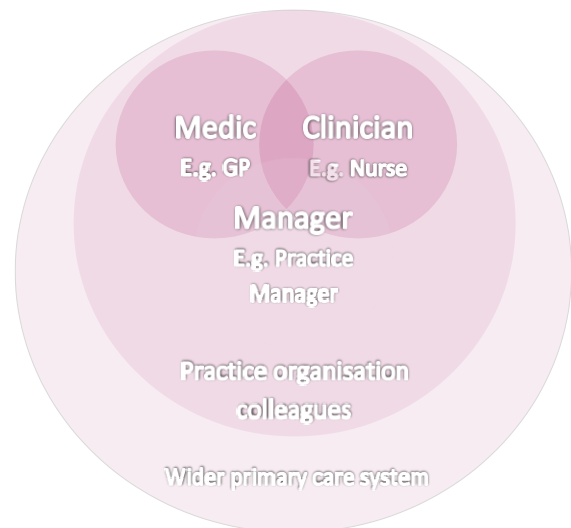 Medic Clinician
E.g. GP E.g. Nurse
Manager
E.g. Practice
Manager
Practice organisation
colleagues
Wider primary care system